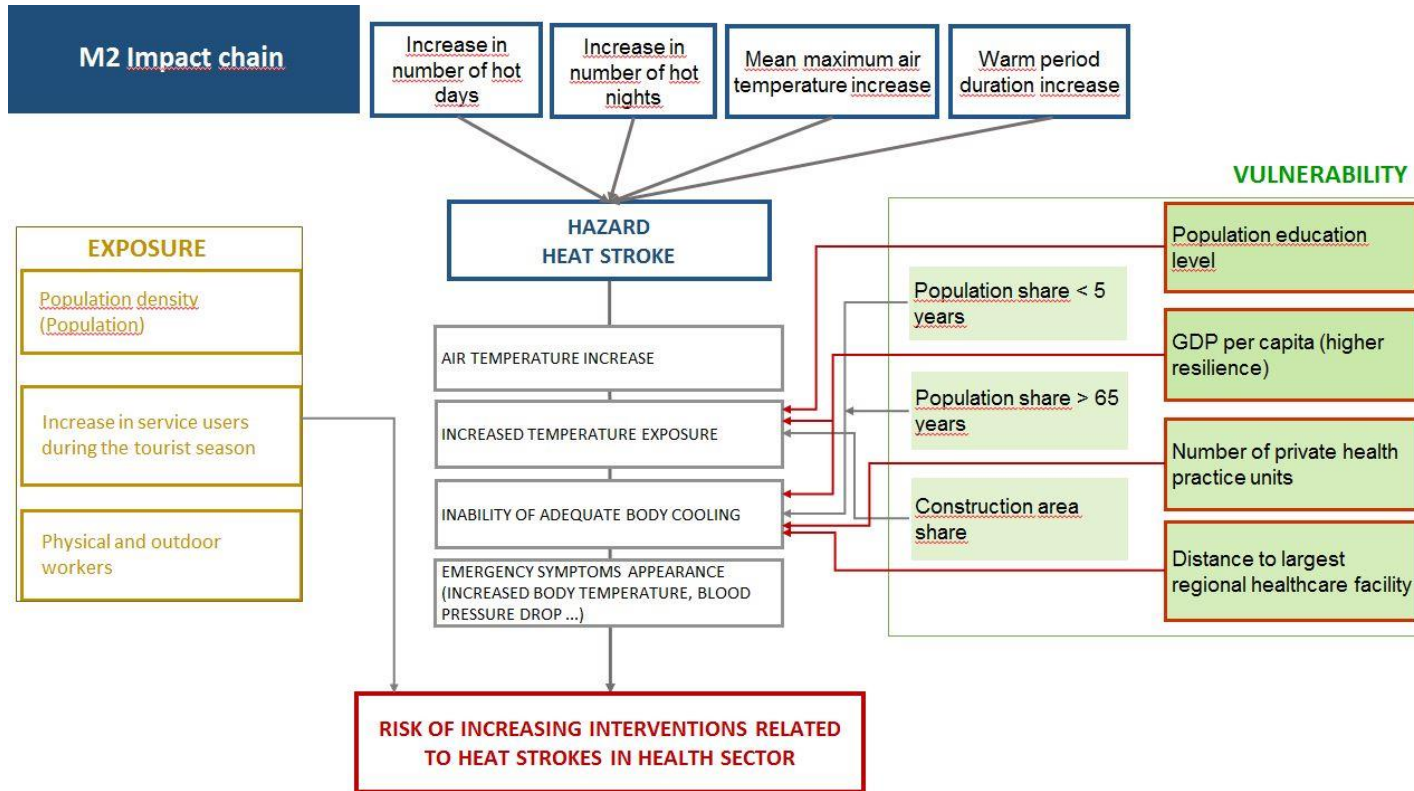 M2 Impact chain
Increase in
number of hot
days
Increase in
number of hot
nights
Mean maximum air
temperature increase
Warm period
duration increase
VULNERABILITY
HAZARD
HEAT STROKE
EXPOSURE
Population density
(Population)
Increase in service users
during the tourist season
Physical and outdoor
workers
AIR TEMPERATURE INCREASE
INCREASED TEMPERATURE EXPOSURE
INABILITY OF ADEQUATE BODY COOLING
EMERGENCY SYMPTOMS APPEARANCE
(INCREASED BODY TEMPERATURE, BLOOD
PRESSURE DROP ...)
Population share < 5
years
Population share > 65
years
Construction area
share
Population education
level
GDP per capita (higher
resilience)
Number of private health
practice units
Distance to largest
regional healthcare facility
RISK OF INCREASING INTERVENTIONS RELATED
TO HEAT STROKES IN HEALTH SECTOR